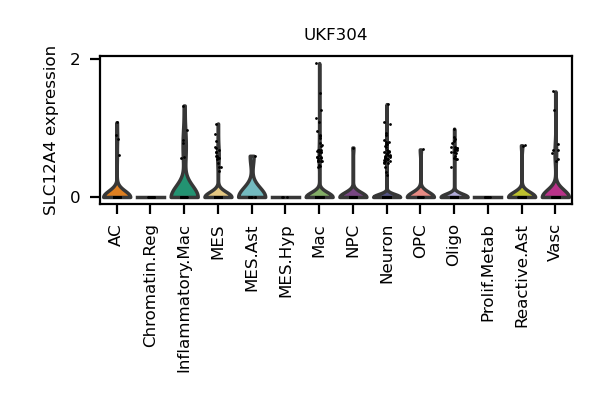 UKF304
SLC12A4 expression
2
0
AC
Chromatin.Reg
Inflammatory.Mac
MES
MES.Ast
MES.Hyp
Mac
NPC
Neuron
OPC
Oligo
Prolif.Metab
Reactive.Ast
Vasc